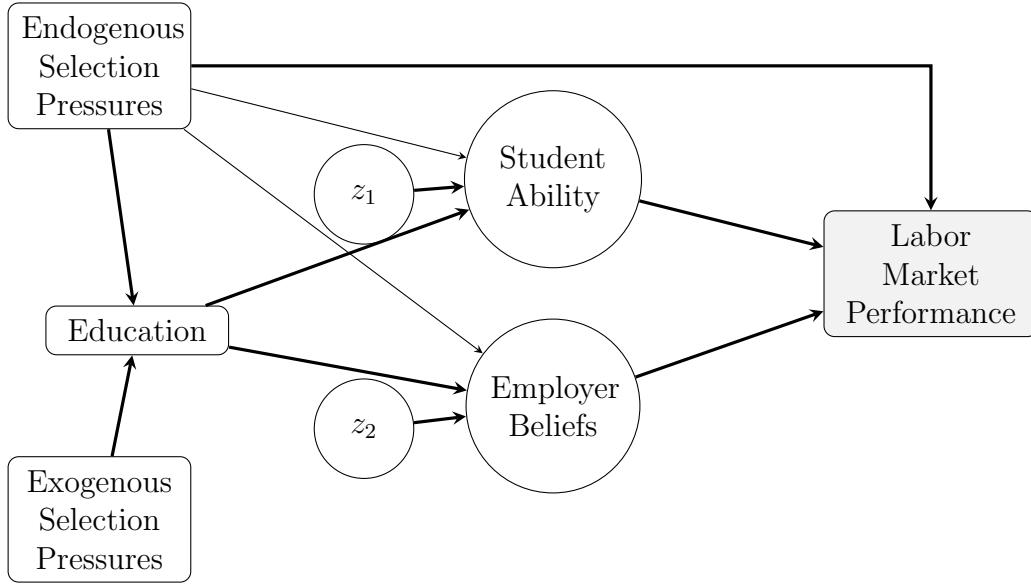 Endogenous
Selection
Pressures
Student
Ability
z₁
Labor
Market
Performance
Education
Employer
Beliefs
z₂
Exogenous
Selection
Pressures